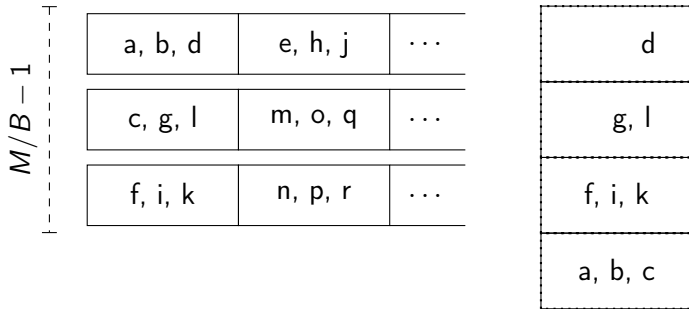 a, b, d e, h, j ··· d
M/B − 1
c, g, l m, o, q ··· g, l
f, i, k n, p, r ··· f, i, k
a, b, c